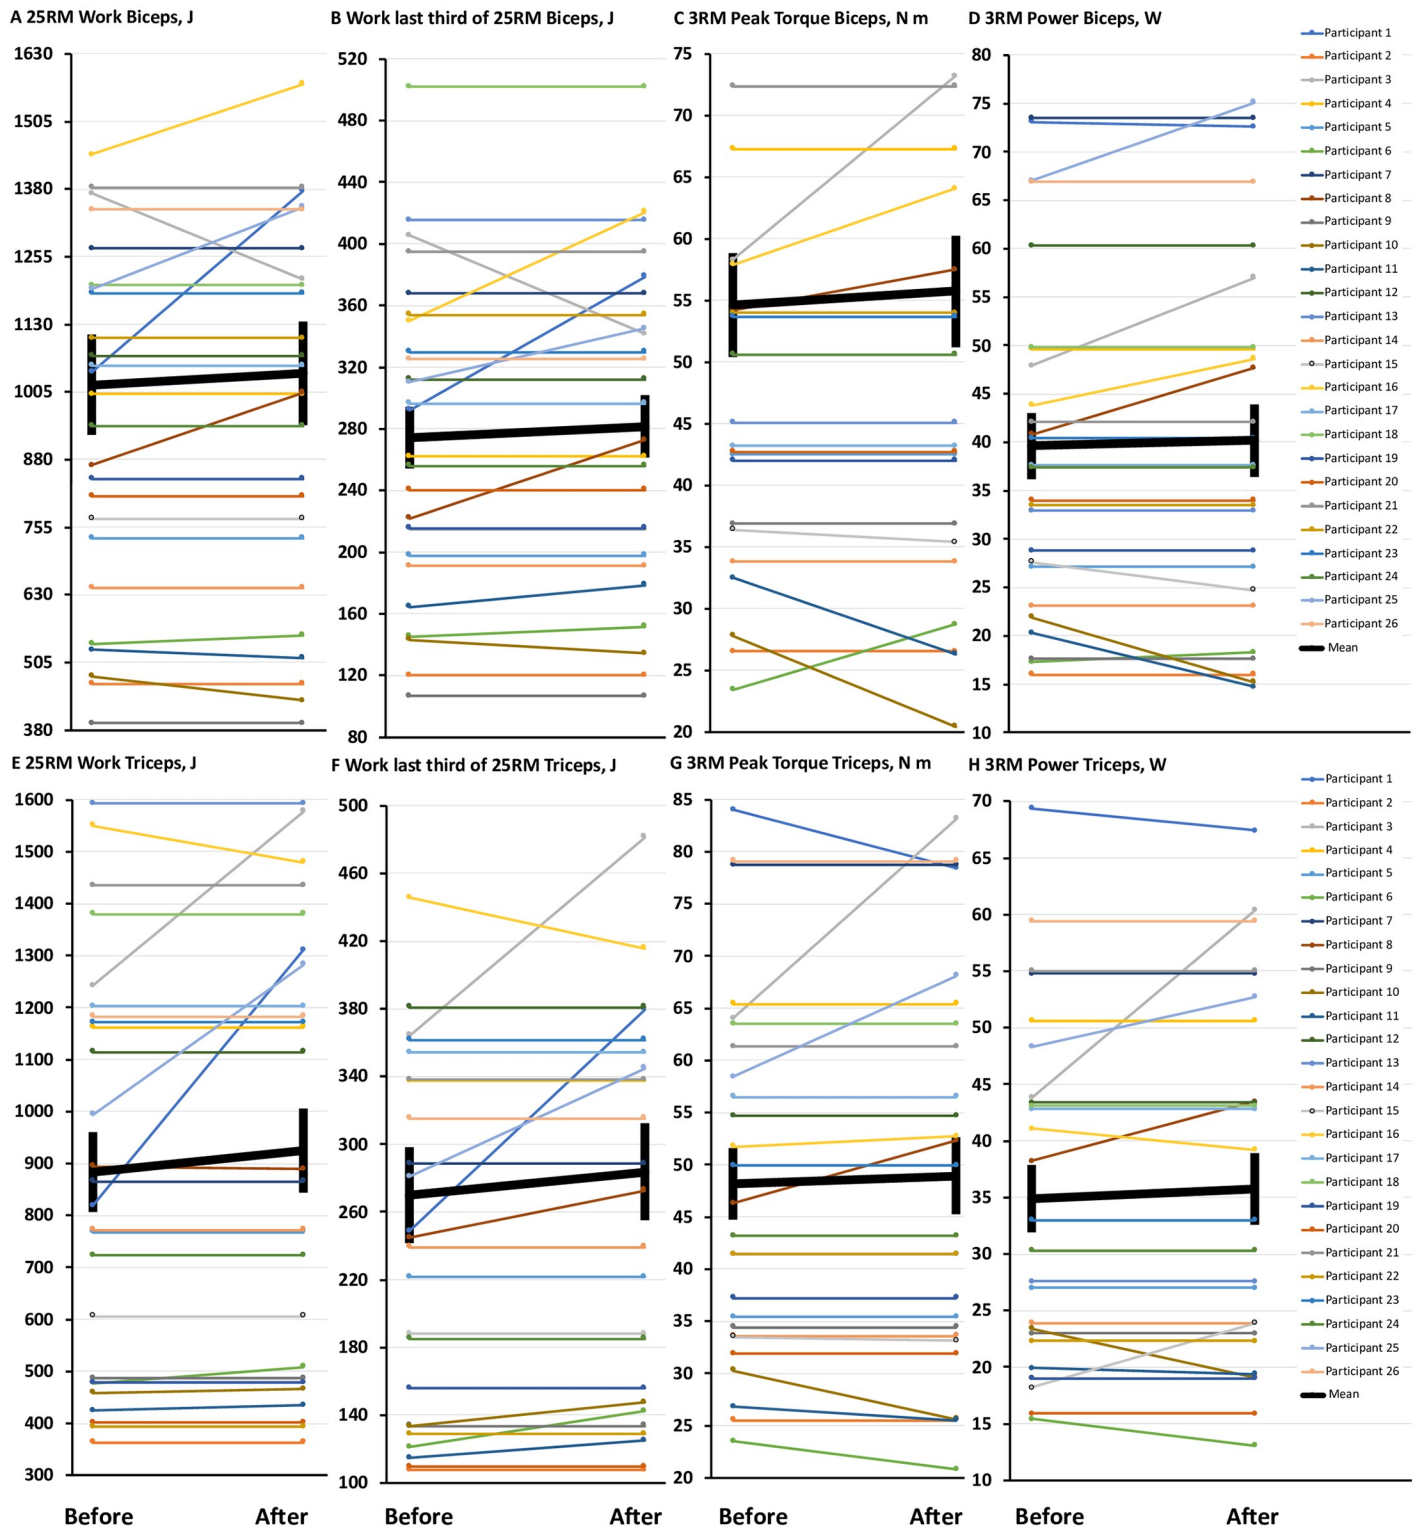 A 25RM Work Biceps, J
1630
1505
1380
1255
1130
1005
880
755
630
505
380
B Work last third of 25RM Biceps, J
520
480
440
400
360
320
280
240
200
160
120
80
C 3RM Peak Torque Biceps, N m
75
70
65
60
55
50
45
40
35
30
25
20
D 3RM Power Biceps, W
80
75
70
65
60
55
50
45
40
35
30
25
20
15
10
Participant 1
Participant 2
Participant 3
Participant 4
Participant 5
Participant 6
Participant 7
Participant 8
Participant 9
Participant 10
Participant 11
Participant 12
Participant 13
Participant 14
Participant 15
Participant 16
Participant 17
Participant 18
Participant 19
Participant 20
Participant 21
Participant 22
Participant 23
Participant 24
Participant 25
Participant 26
Mean
E 25RM Work Triceps, J
1600
1500
1400
1300
1200
1100
1000
900
800
700
600
500
400
300
Before After
F Work last third of 25RM Triceps, J
500
460
420
380
340
300
260
220
180
140
100
Before After
G 3RM Peak Torque Triceps, N m
85
80
75
70
65
60
55
50
45
40
35
30
25
20
Before After
H 3RM Power Triceps, W
70
65
60
55
50
45
40
35
30
25
20
15
10
Before After
Participant 1
Participant 2
Participant 3
Participant 4
Participant 5
Participant 6
Participant 7
Participant 8
Participant 9
Participant 10
Participant 11
Participant 12
Participant 13
Participant 14
Participant 15
Participant 16
Participant 17
Participant 18
Participant 19
Participant 20
Participant 21
Participant 22
Participant 23
Participant 24
Participant 25
Participant 26
Mean